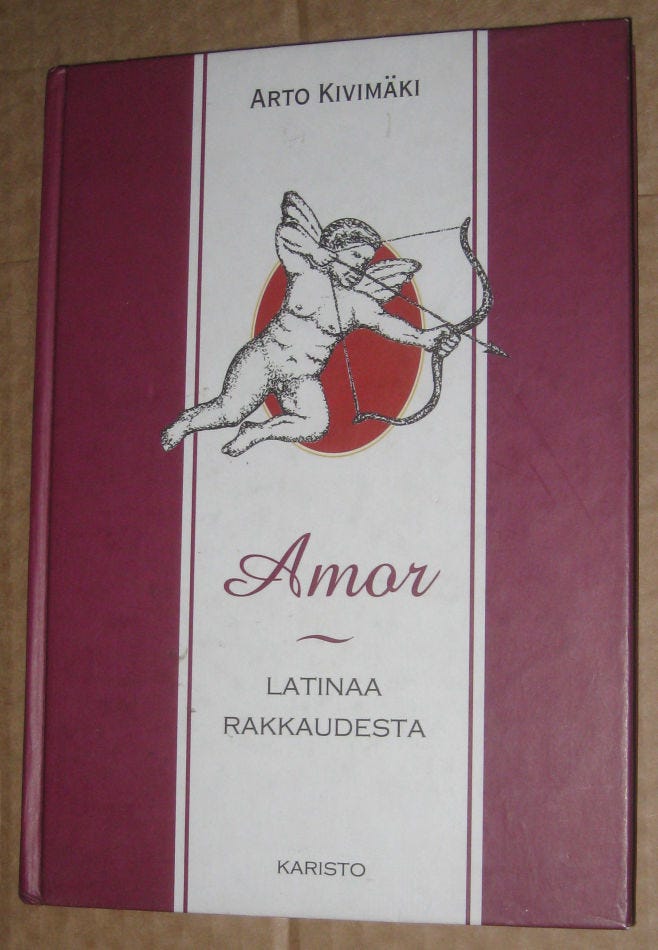 ARTO KIVIMÄKI
Amor
LATINAA
RAKKAUDESTA
KARISTO